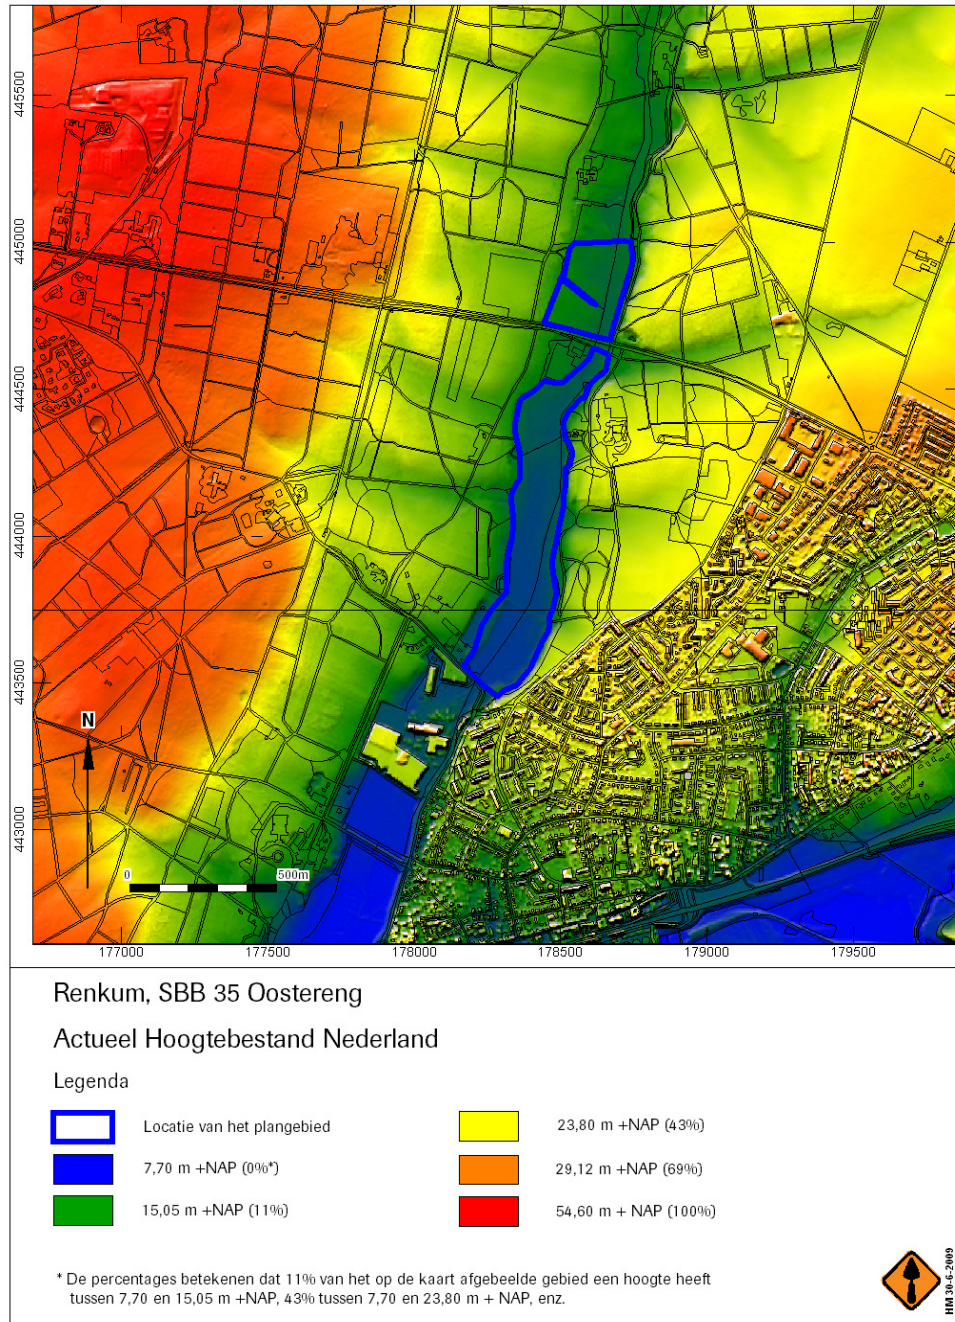 445500
445000
444500
444000
443500
443000
N
0
500m
177000
177500
178000
178500
179000
179500
Renkum, SBB 35 Oostereng
Actueel Hoogtebestand Nederland
Legenda
Locatie van het plangebied
7,70 m +NAP (0%*)
15,05 m +NAP (11%)
23,80 m +NAP (43%)
29,12 m +NAP (69%)
54,60 m + NAP (100%)
* De percentages betekenen dat 11% van het op de kaart afgebeelde gebied een hoogte heeft
tussen 7,70 en 15,05 m +NAP, 43% tussen 7,70 en 23,80 m + NAP, enz.
HM 30-6-2009